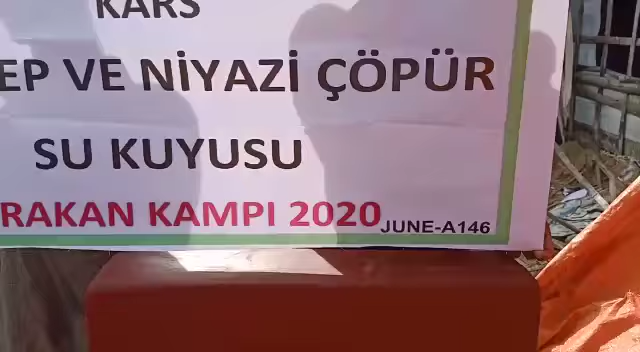 KARS
EP VE NİYAZİ ÇÖPÜR
SU KUYUSU
RAKAN KAMPI 2020
JUNE-A146